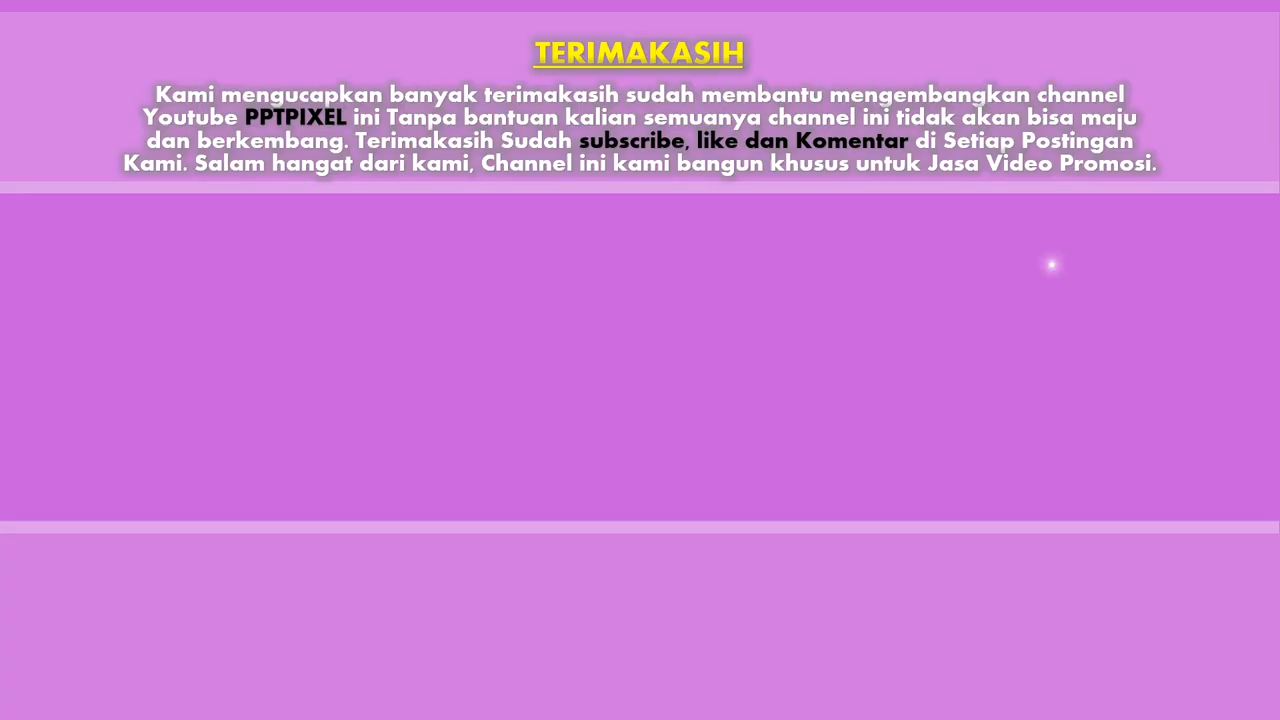 TERIMAKASIH
Kami mengucapkan banyak terimakasih sudah membantu mengembangkan channel
Youtube PPTPIXEL ini Tanpa bantuan kalian semuanya channel ini tidak akan bisa maju
dan berkembang. Terimakasih Sudah subscribe, like dan Komentar di Setiap Postingan
Kami. Salam hangat dari kami, Channel ini kami bangun khusus untuk Jasa Video Promosi.